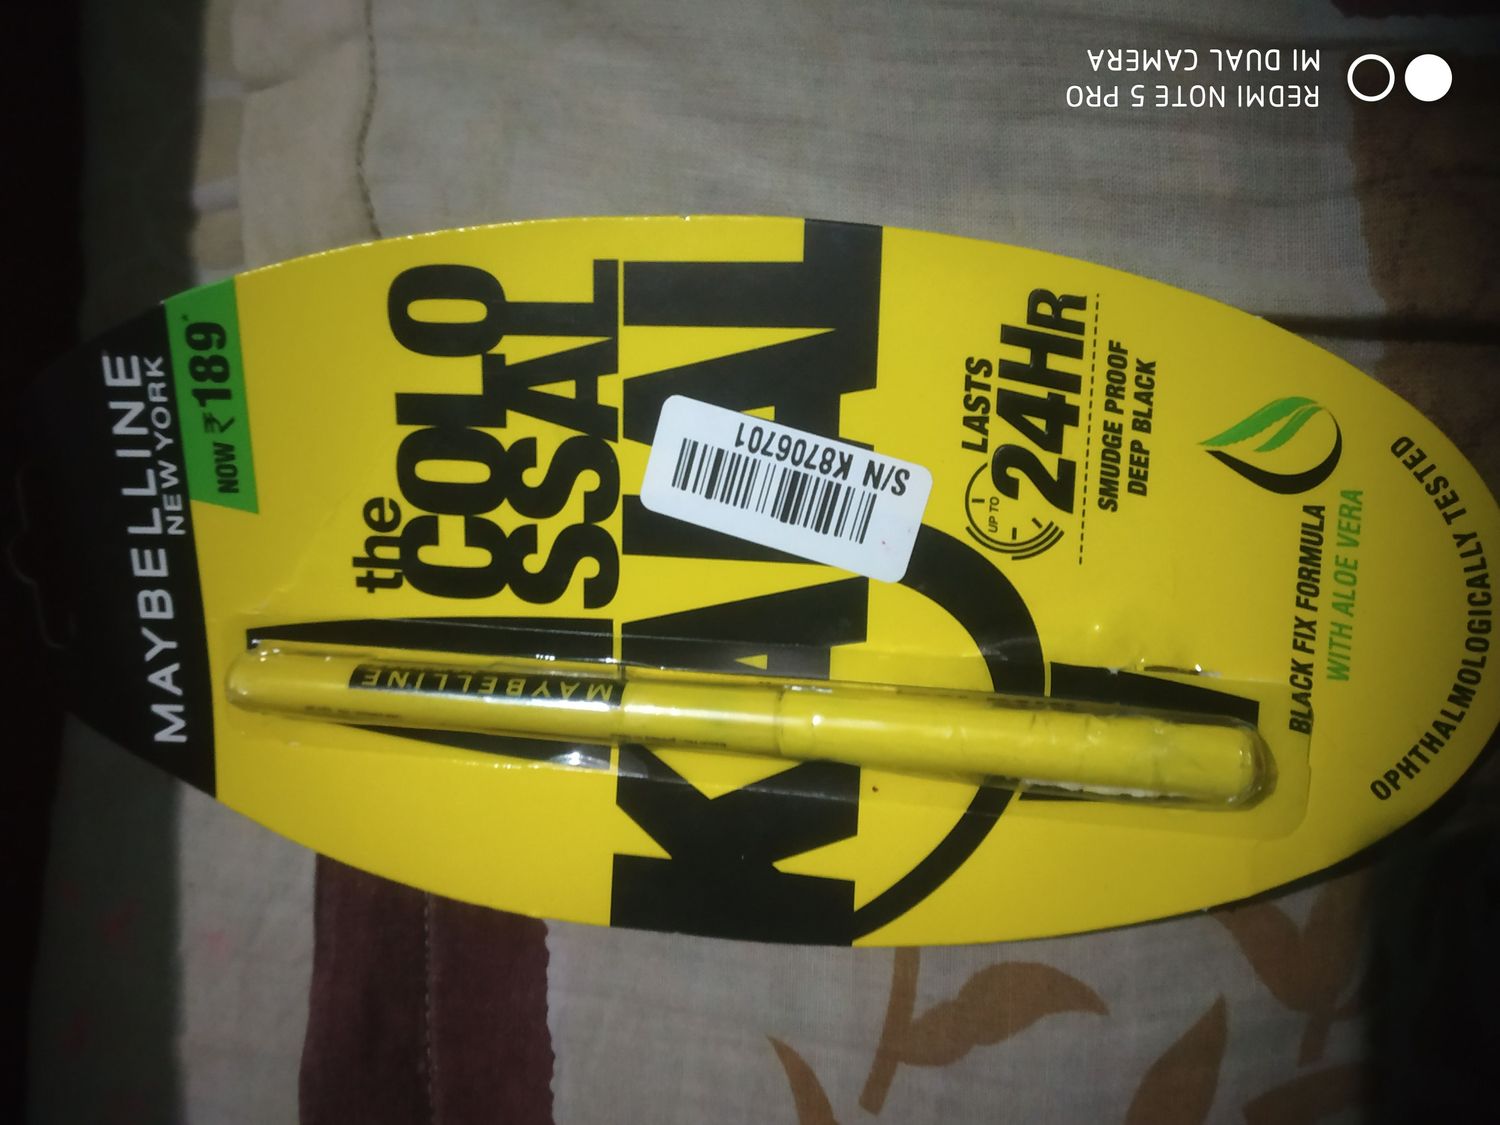 MAYBELLINE
NEW YORK
NOW ₹189*
the
COLO
SSAL
KAJAL
S/N K8706701
LASTS
UP TO
24HR
SMUDGE PROOF
DEEP BLACK
BLACK FIX FORMULA
WITH ALOE VERA
OPHTHALMOLOGICALLY TESTED
MAYBELLINE
REDMI NOTE 5 PRO
MI DUAL CAMERA